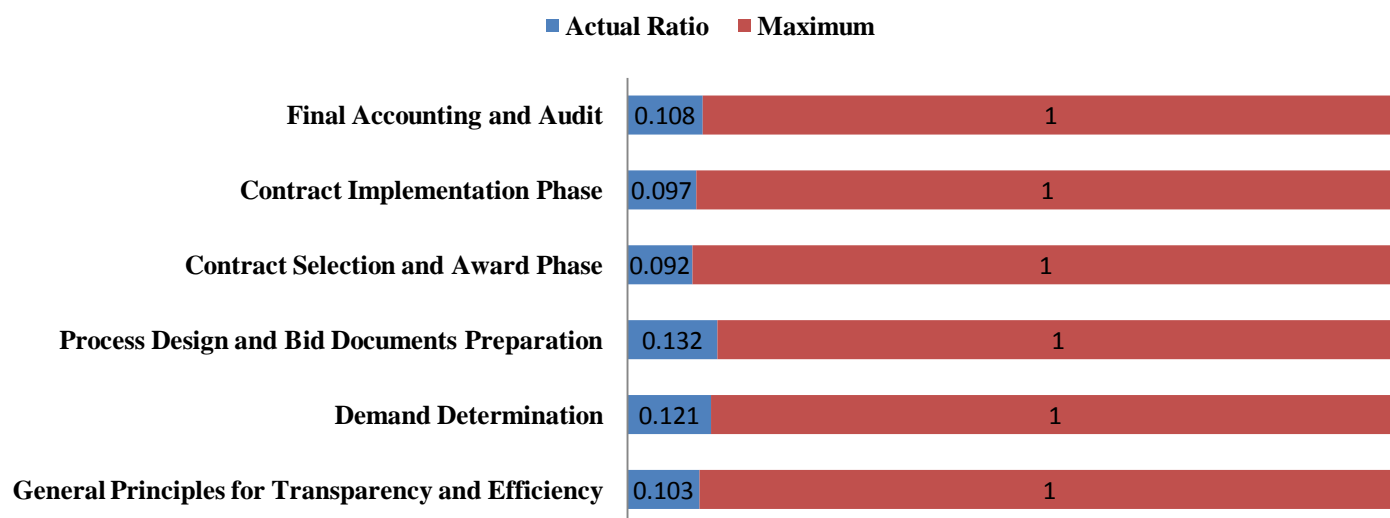 Actual Ratio Maximum
Final Accounting and Audit 0.108 1
Contract Implementation Phase 0.097 1
Contract Selection and Award Phase 0.092 1
Process Design and Bid Documents Preparation 0.132 1
Demand Determination 0.121 1
General Principles for Transparency and Efficiency 0.103 1